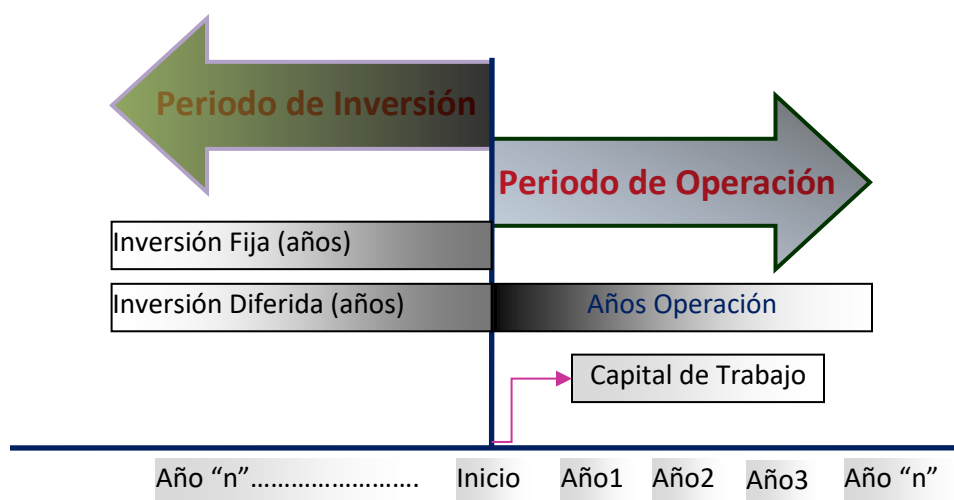 Periodo de Inversión
Periodo de Operación
Inversión Fija (años)
Inversión Diferida (años)
Años Operación
Capital de Trabajo
Año “n”……………………. Inicio Año1 Año2 Año3 Año “n”